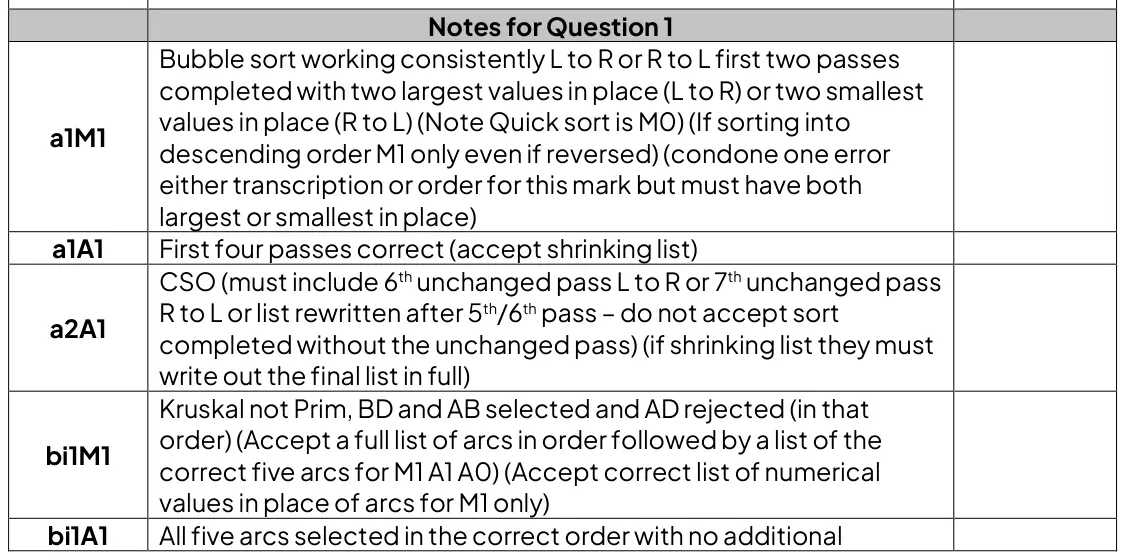 Notes for Question 1
a1M1
Bubble sort working consistently L to R or R to L first two passes
completed with two largest values in place (L to R) or two smallest
values in place (R to L) (Note Quick sort is M0) (If sorting into
descending order M1 only even if reversed) (condone one error
either transcription or order for this mark but must have both
largest or smallest in place)
a1A1
First four passes correct (accept shrinking list)
a2A1
CSO (must include 6th unchanged pass L to R or 7th unchanged pass
R to L or list rewritten after 5th/6th pass – do not accept sort
completed without the unchanged pass) (if shrinking list they must
write out the final list in full)
bi1M1
Kruskal not Prim, BD and AB selected and AD rejected (in that
order) (Accept a full list of arcs in order followed by a list of the
correct five arcs for M1 A1 A0) (Accept correct list of numerical
values in place of arcs for M1 only)
bi1A1
All five arcs selected in the correct order with no additional